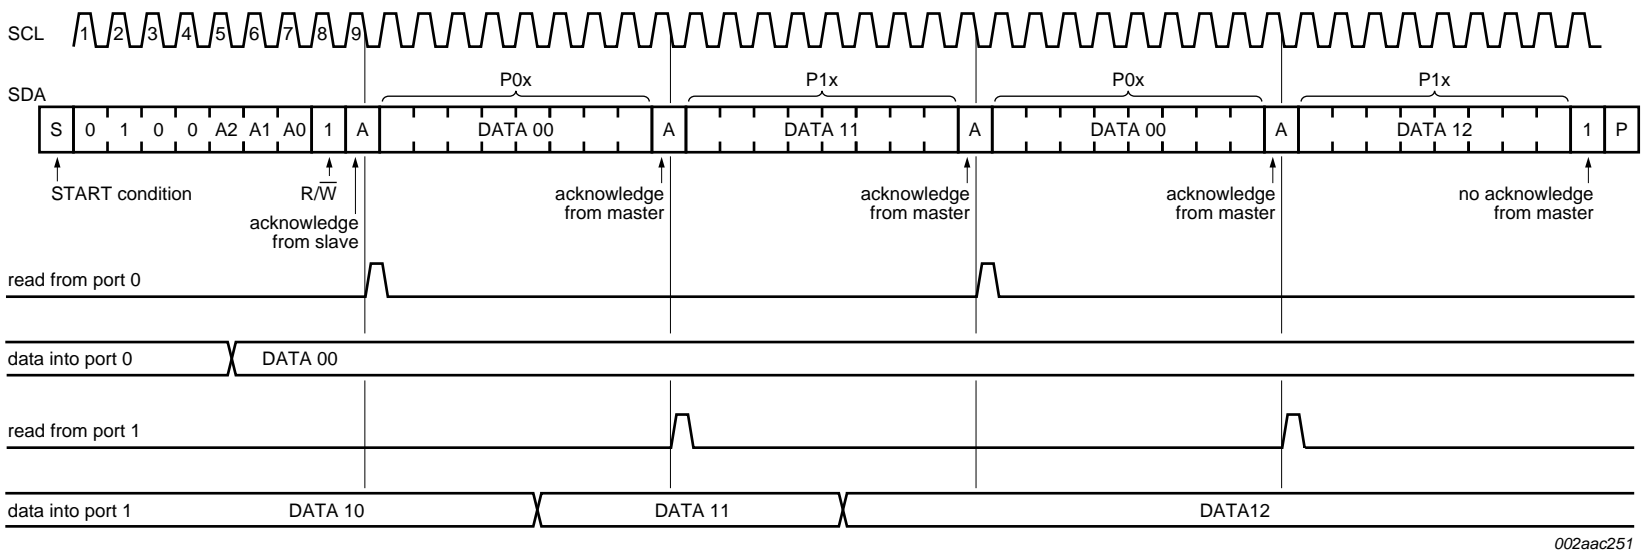 SCL 1 2 3 4 5 6 7 8 9
P0x P1x P0x P1x
SDA
S 0 1 0 0 A2 A1 A0 1 A DATA 00 A DATA 11 A DATA 00 A DATA 12 1 P
START condition R/W acknowledge acknowledge acknowledge no acknowledge
from master from master from master from master
acknowledge
from slave
read from port 0
data into port 0 DATA 00
read from port 1
data into port 1 DATA 10 DATA 11 DATA12
002aac251